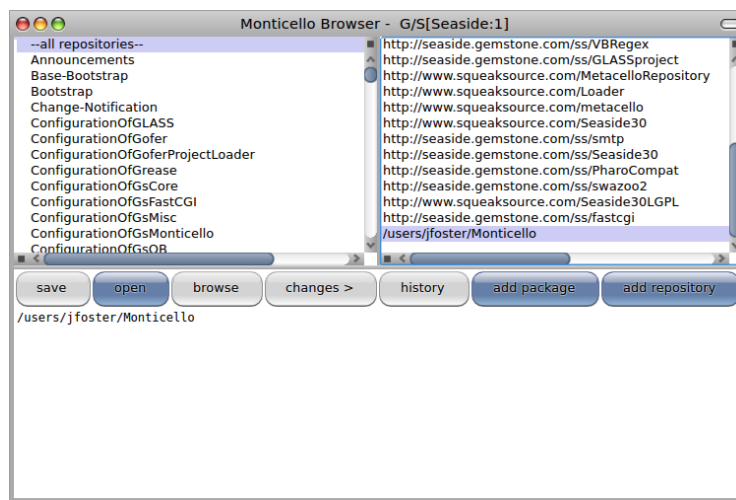 Monticello Browser - G/S[Seaside:1]
--all repositories--
Announcements
Base-Bootstrap
Bootstrap
Change-Notification
ConfigurationOfGLASS
ConfigurationOfGofer
ConfigurationOfGoferProjectLoader
ConfigurationOfGrease
ConfigurationOfGsCore
ConfigurationOfGsFastCGI
ConfigurationOfGsMisc
ConfigurationOfGsMonticello
ConfigurationOfGsOB
http://seaside.gemstone.com/ss/VBRegex
http://seaside.gemstone.com/ss/GLASSproject
http://www.squeaksource.com/MetacelloRepository
http://www.squeaksource.com/Loader
http://www.squeaksource.com/metacello
http://www.squeaksource.com/Seaside30
http://seaside.gemstone.com/ss/smtp
http://seaside.gemstone.com/ss/Seaside30
http://seaside.gemstone.com/ss/PharoCompat
http://seaside.gemstone.com/ss/swazoo2
http://www.squeaksource.com/Seaside30LGPL
http://seaside.gemstone.com/ss/fastcgi
/users/jfoster/Monticello
save open browse changes > history add package add repository
/users/jfoster/Monticello